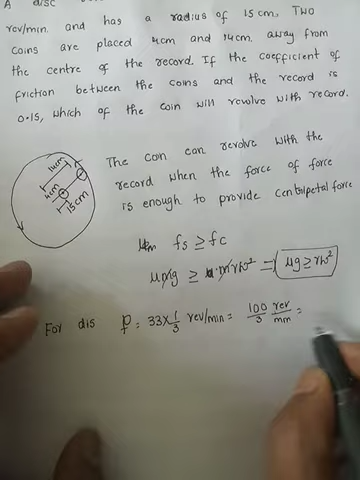 A disc
rev/min. and has a radius of 15 cm. Two
coins are placed 4cm and 14cm. away from
the centre of the record. If the coefficient of
friction between the coins and the record is
0.15, which of the coin will revolve with record.
The coin can revolve with the
record when the force of force
is enough to provide centripetal force
14cm
4cm
15cm
fs ≥ fc
μmg ≥ m rω² = μg ≥ rω²
For dis = 33×1/3 rev/min = 100/3 rev/mm =